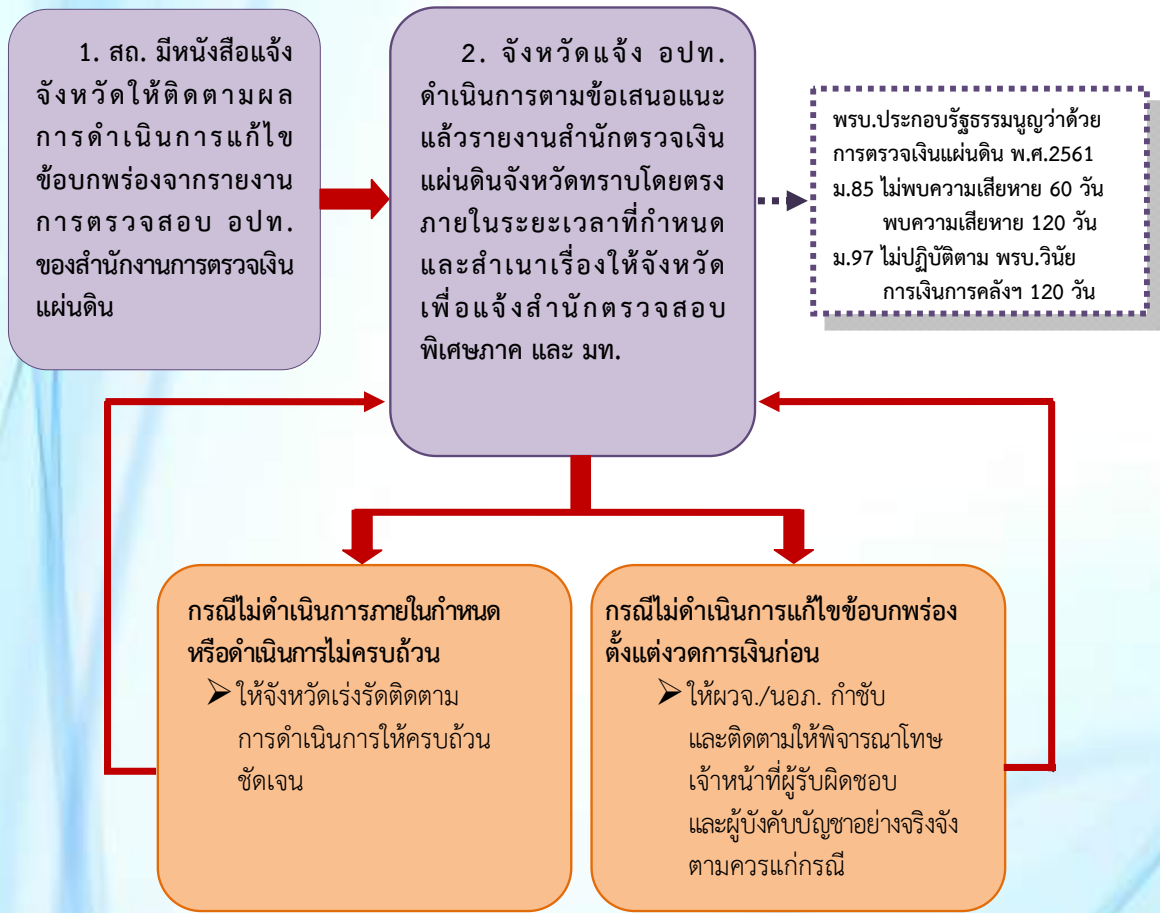 1. สถ. มีหนังสือแจ้ง
จังหวัดให้ติดตามผล
การดำเนินการแก้ไข
ข้อบกพร่องจากรายงาน
การตรวจสอบ อปท.
ของสำนักงานการตรวจเงิน
แผ่นดิน
2. จังหวัดแจ้ง อปท.
ดำเนินการตามข้อเสนอแนะ
แล้วรายงานสำนักตรวจเงิน
แผ่นดินจังหวัดทราบโดยตรง
ภายในระยะเวลาที่กำหนด
และสำเนาเรื่องให้จังหวัด
เพื่อแจ้งสำนักตรวจสอบ
พิเศษภาค และ มท.
พรบ.ประกอบรัฐธรรมนูญว่าด้วย
การตรวจเงินแผ่นดิน พ.ศ.2561
ม.85 ไม่พบความเสียหาย 60 วัน
พบความเสียหาย 120 วัน
ม.97 ไม่ปฏิบัติตาม พรบ.วินัย
การเงินการคลังฯ 120 วัน
กรณีไม่ดำเนินการภายในกำหนด
หรือดำเนินการไม่ครบถ้วน
ให้จังหวัดเร่งรัดติดตาม
การดำเนินการให้ครบถ้วน
ชัดเจน
กรณีไม่ดำเนินการแก้ไขข้อบกพร่อง
ตั้งแต่งวดการเงินก่อน
ให้ผวจ./นอภ. กำชับ
และติดตามให้พิจารณาโทษ
เจ้าหน้าที่ผู้รับผิดชอบ
และผู้บังคับบัญชาอย่างจริงจัง
ตามควรแก่กรณี